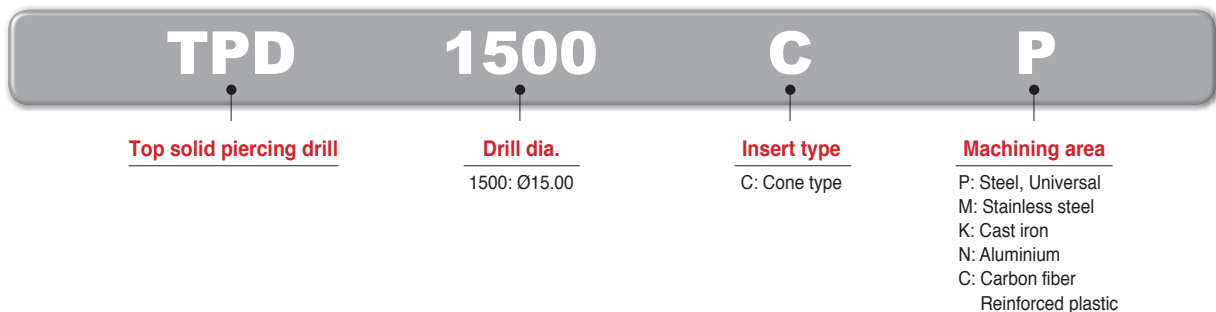 TPD 1500 C P
Top solid piercing drill
Drill dia.
1500: Ø15.00
Insert type
C: Cone type
Machining area
P: Steel, Universal
M: Stainless steel
K: Cast iron
N: Aluminium
C: Carbon fiber
Reinforced plastic